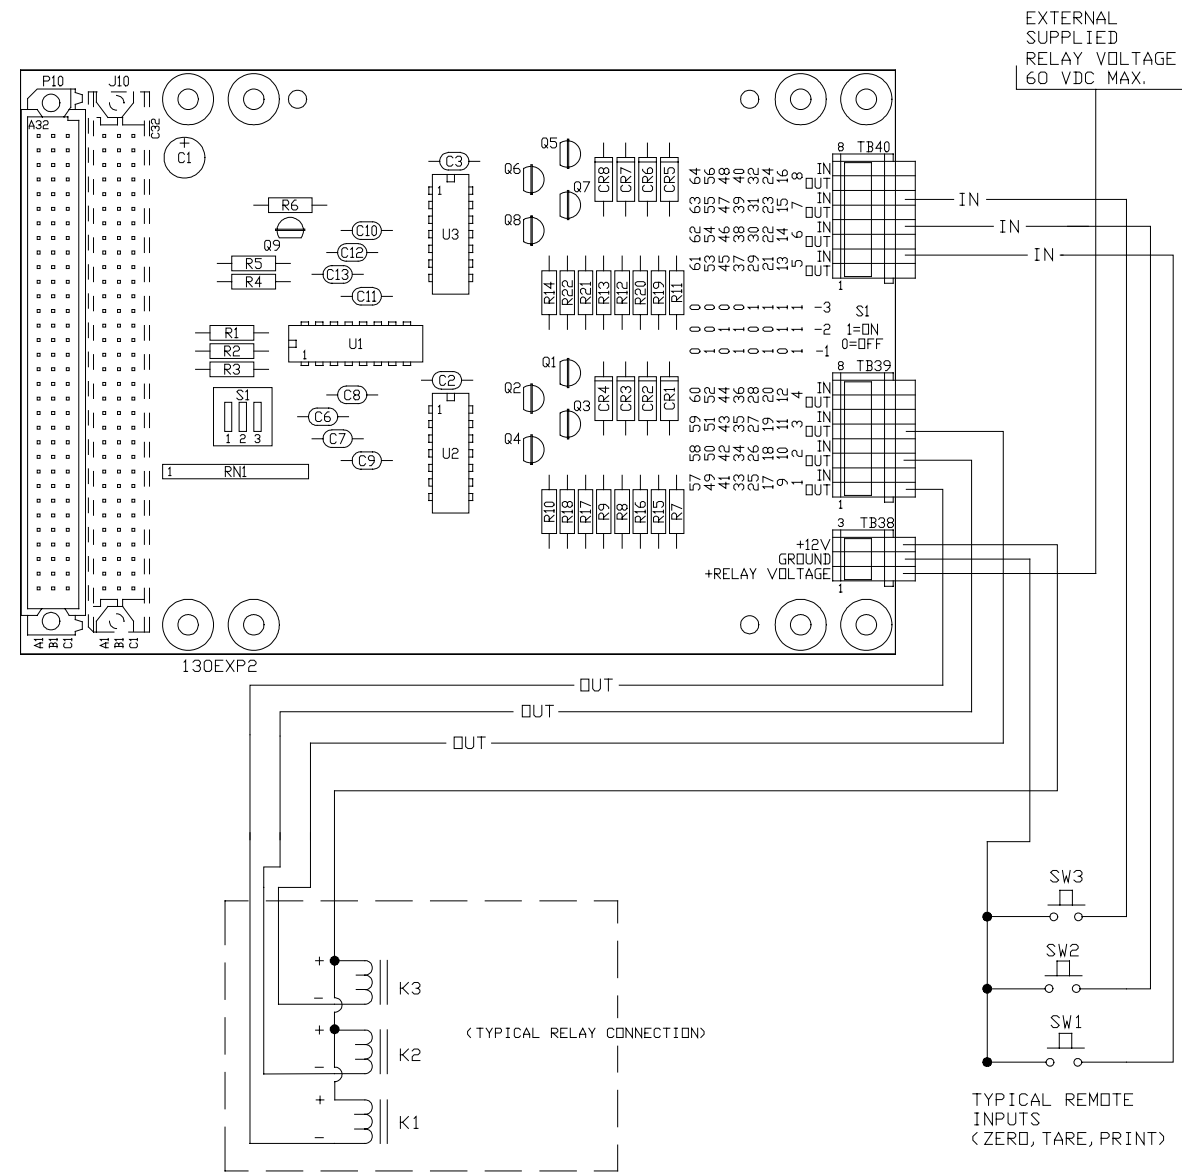 EXTERNAL
SUPPLIED
RELAY VOLTAGE
60 VDC MAX.
P10
J10
A32
C32
C1
C3
U3
1
R6
Q9
R5
R4
C10
C12
C13
C11
R1
R2
R3
U1
1
S1
1 2 3
C8
C6
C7
C9
C2
U2
1
1 RN1
Q5
Q6
Q7
Q8
CR8 CR7 CR6 CR5
R14 R22 R21 R13 R12 R20 R19 R11
Q1
Q2
Q3
Q4
CR4 CR3 CR2 CR1
R10 R18 R17 R9 R8 R16 R15 R7
64 56 48 40 32 24 16 8
63 55 47 39 31 23 15 7
62 54 46 38 30 22 14 6
61 53 45 37 29 21 13 5
0 0 0 0 1 1 1 1 -3
0 0 1 1 0 0 1 1 -2
0 1 0 1 0 1 0 1 -1
S1
1=ON
0=OFF
60 52 44 36 28 20 12 4
59 51 43 35 27 19 11 3
58 50 42 34 26 18 10 2
57 49 41 33 25 17 9 1
8 TB40
IN
OUT
IN
OUT
IN
OUT
IN
OUT
1
8 TB39
IN
OUT
IN
OUT
IN
OUT
IN
OUT
1
3 TB38
+12V
GROUND
+RELAY VOLTAGE
1
IN
IN
IN
A1 B1 C1
A1 B1 C1
130EXP2
OUT
OUT
OUT
+
- K3
+
- K2
+
- K1
(TYPICAL RELAY CONNECTION)
SW3
SW2
SW1
TYPICAL REMOTE
INPUTS
(ZERO, TARE, PRINT)